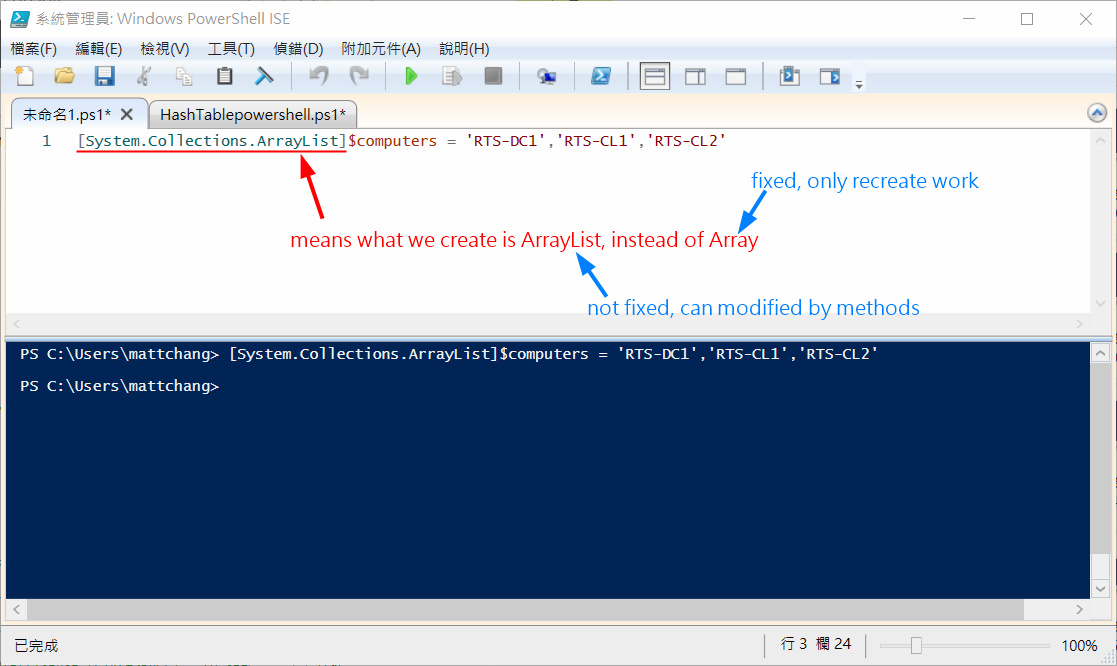 系統管理員: Windows PowerShell ISE
檔案(F) 編輯(E) 檢視(V) 工具(T) 偵錯(D) 附加元件(A) 說明(H)
未命名1.ps1* HashTablepowershell.ps1*
1 [System.Collections.ArrayList]$computers = 'RTS-DC1','RTS-CL1','RTS-CL2'
fixed, only recreate work
means what we create is ArrayList, instead of Array
not fixed, can modified by methods
PS C:\Users\mattchang> [System.Collections.ArrayList]$computers = 'RTS-DC1','RTS-CL1','RTS-CL2'
PS C:\Users\mattchang>
已完成 行 3 欄 24 100%